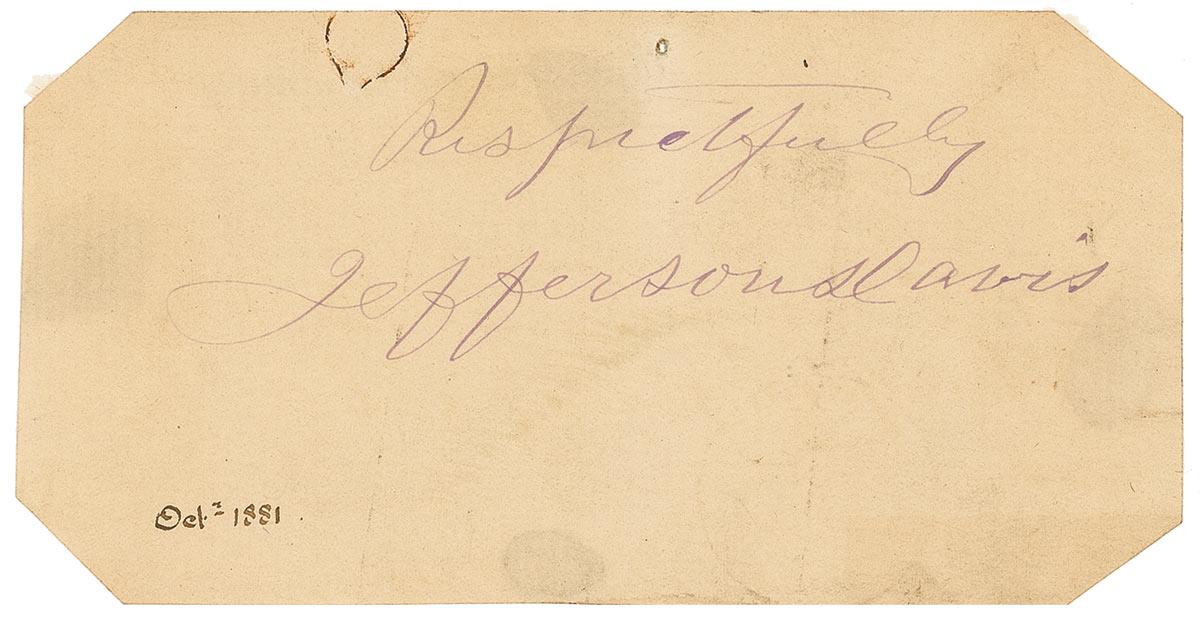 Respectfully
Jefferson Davis
Oct. 1881.